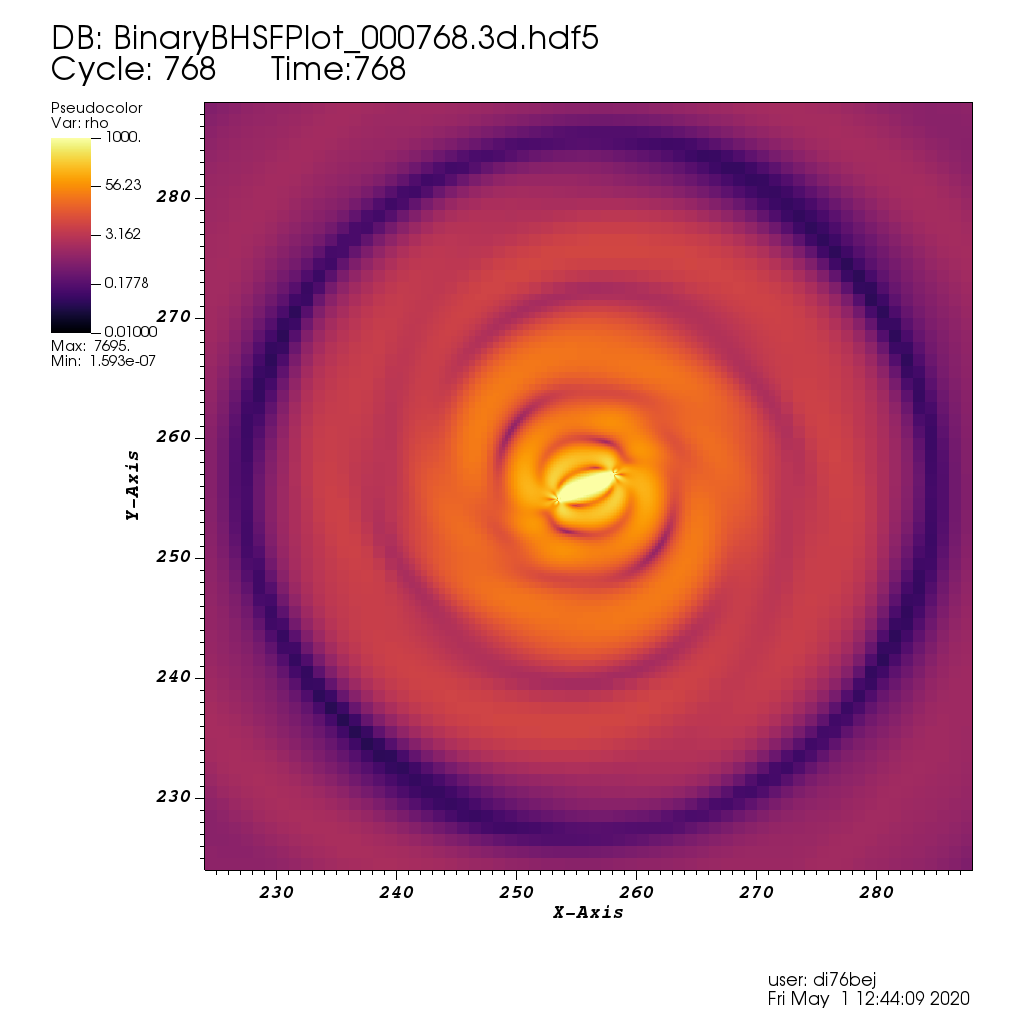 DB: BinaryBHSFPlot_000768.3d.hdf5
Cycle: 768 Time:768
Pseudocolor
Var: rho
1000.
56.23
3.162
0.1778
0.01000
Max: 7695.
Min: 1.593e-07
280
270
260
250
240
230
Y-Axis
230 240 250 260 270 280
X-Axis
user: di76bej
Fri May 1 12:44:09 2020